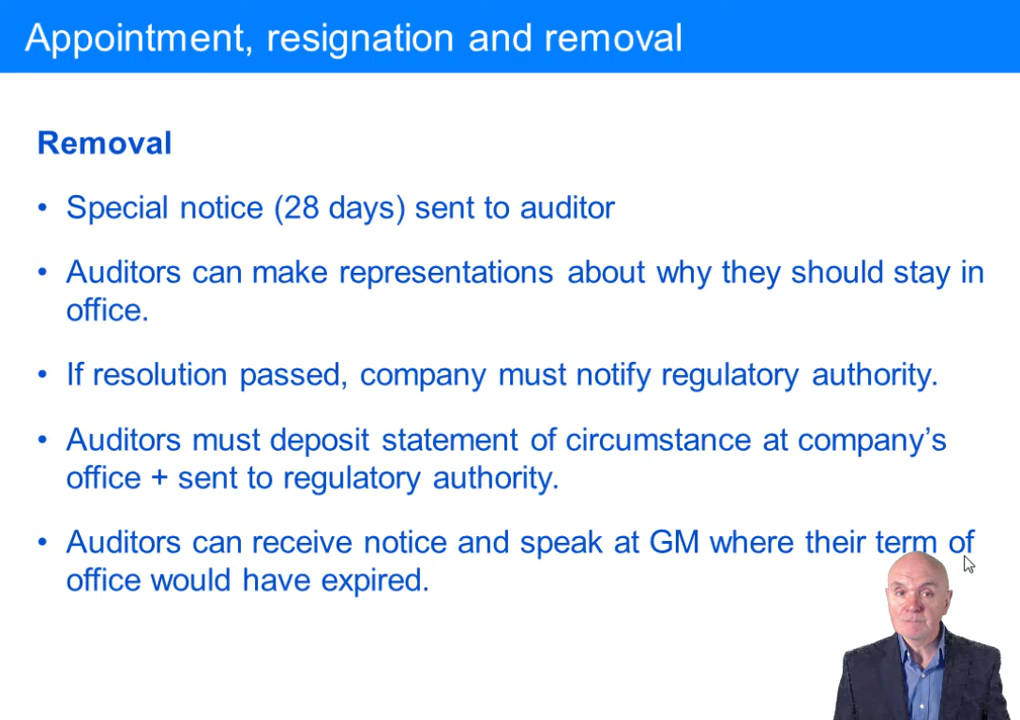 Appointment, resignation and removal
Removal
• Special notice (28 days) sent to auditor
• Auditors can make representations about why they should stay in
office.
• If resolution passed, company must notify regulatory authority.
• Auditors must deposit statement of circumstance at company’s
office + sent to regulatory authority.
• Auditors can receive notice and speak at GM where their term of
office would have expired.